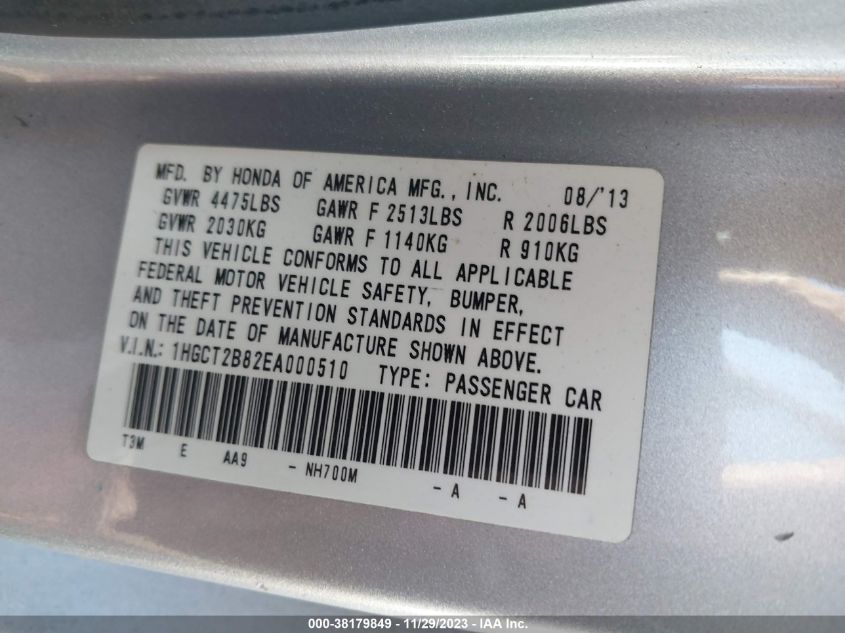 MFD. BY HONDA OF AMERICA MFG., INC. 08/'13
GVWR 4475LBS GAWR F 2513LBS R 2006LBS
GVWR 2030KG GAWR F 1140KG R 910KG
THIS VEHICLE CONFORMS TO ALL APPLICABLE
FEDERAL MOTOR VEHICLE SAFETY, BUMPER,
AND THEFT PREVENTION STANDARDS IN EFFECT
ON THE DATE OF MANUFACTURE SHOWN ABOVE.
V.I.N.: 1HGCT2B82EA000510 TYPE: PASSENGER CAR
T3M E AA9 - NH700M - A - A
000-38179849 - 11/29/2023 - IAA Inc.